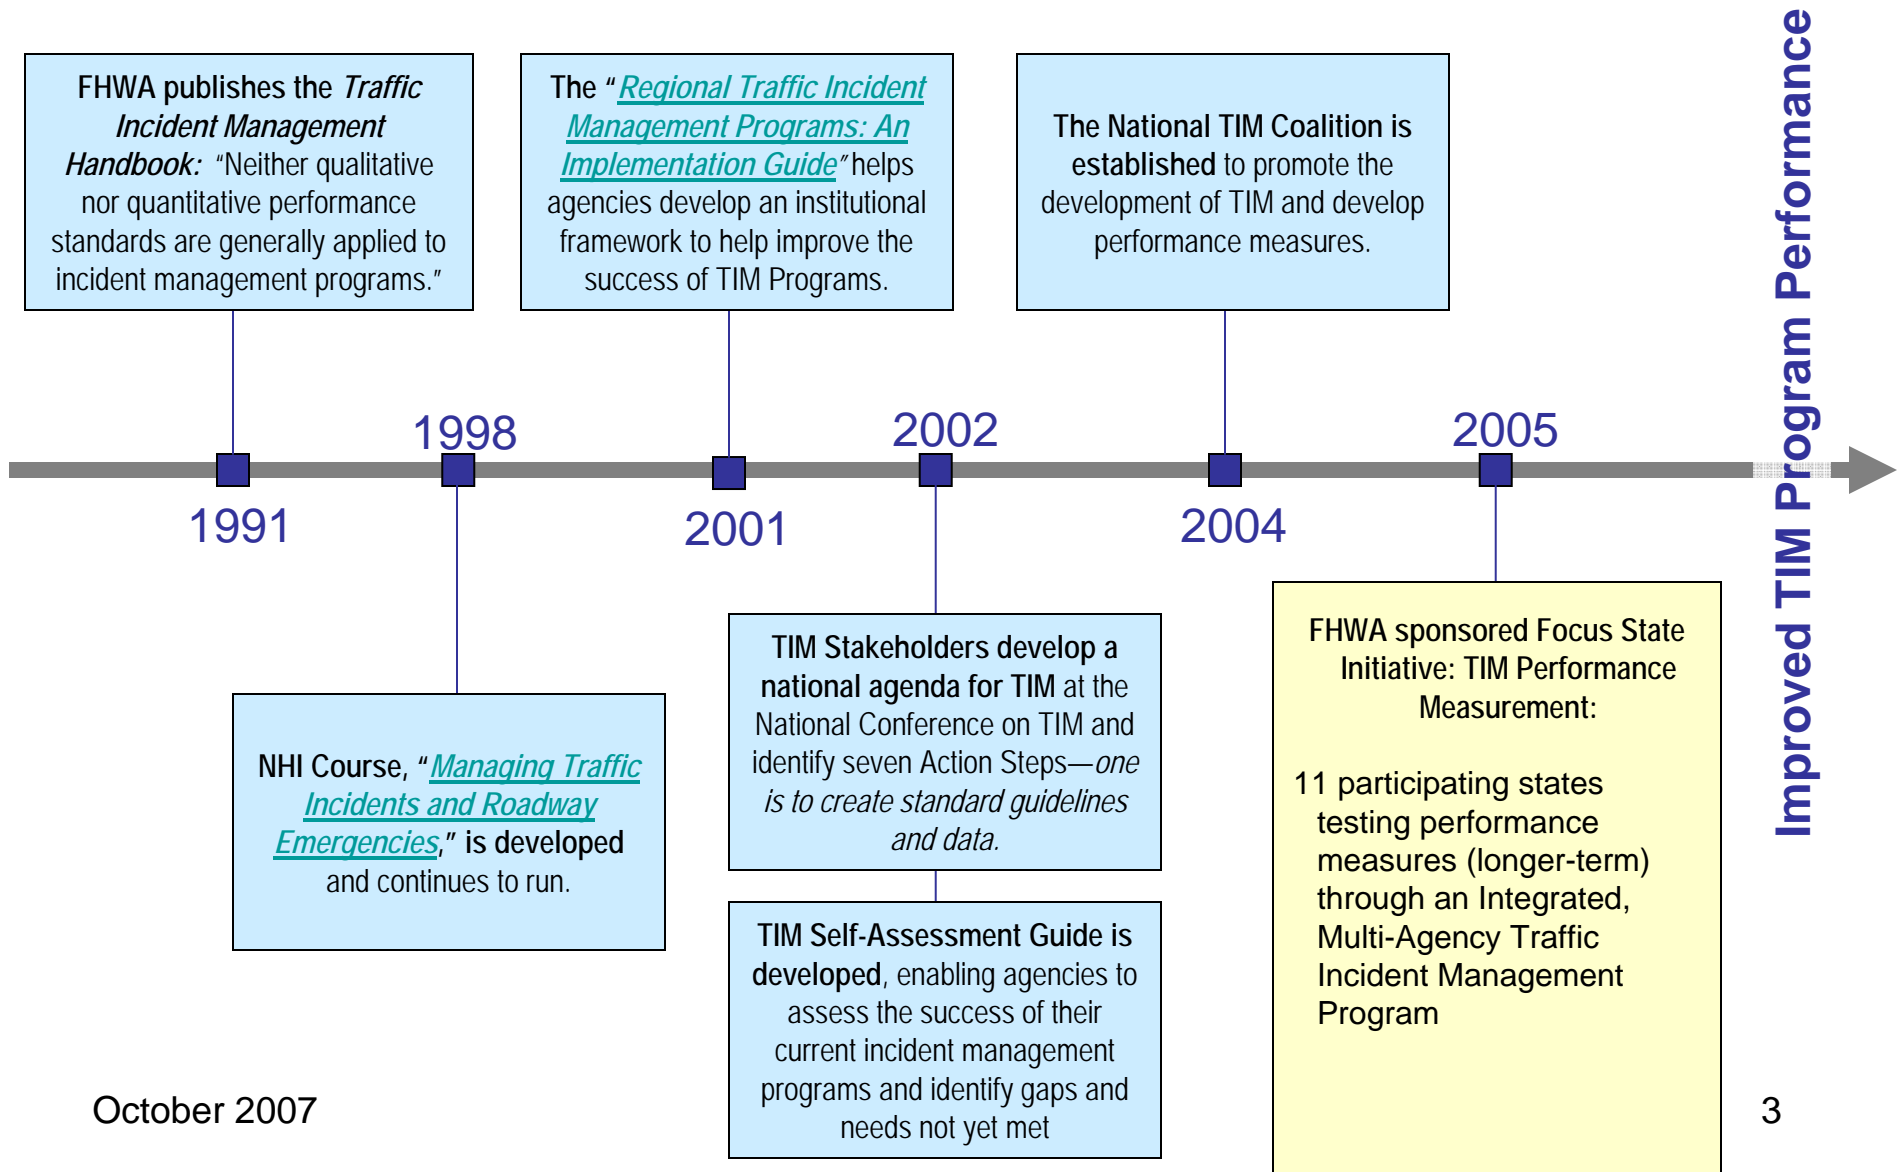 FHWA publishes the Traffic
Incident Management
Handbook: "Neither qualitative
nor quantitative performance
standards are generally applied to
incident management programs."
The "Regional Traffic Incident
Management Programs: An
Implementation Guide" helps
agencies develop an institutional
framework to help improve the
success of TIM Programs.
The National TIM Coalition is
established to promote the
development of TIM and develop
performance measures.
Improved TIM Program Performance
1991
1998
2001
2002
2004
2005
NHI Course, "Managing Traffic
Incidents and Roadway
Emergencies," is developed
and continues to run.
TIM Stakeholders develop a
national agenda for TIM at the
National Conference on TIM and
identify seven Action Steps—one
is to create standard guidelines
and data.
TIM Self-Assessment Guide is
developed, enabling agencies to
assess the success of their
current incident management
programs and identify gaps and
needs not yet met
FHWA sponsored Focus State
Initiative: TIM Performance
Measurement:
11 participating states
testing performance
measures (longer-term)
through an Integrated,
Multi-Agency Traffic
Incident Management
Program
October 2007
3